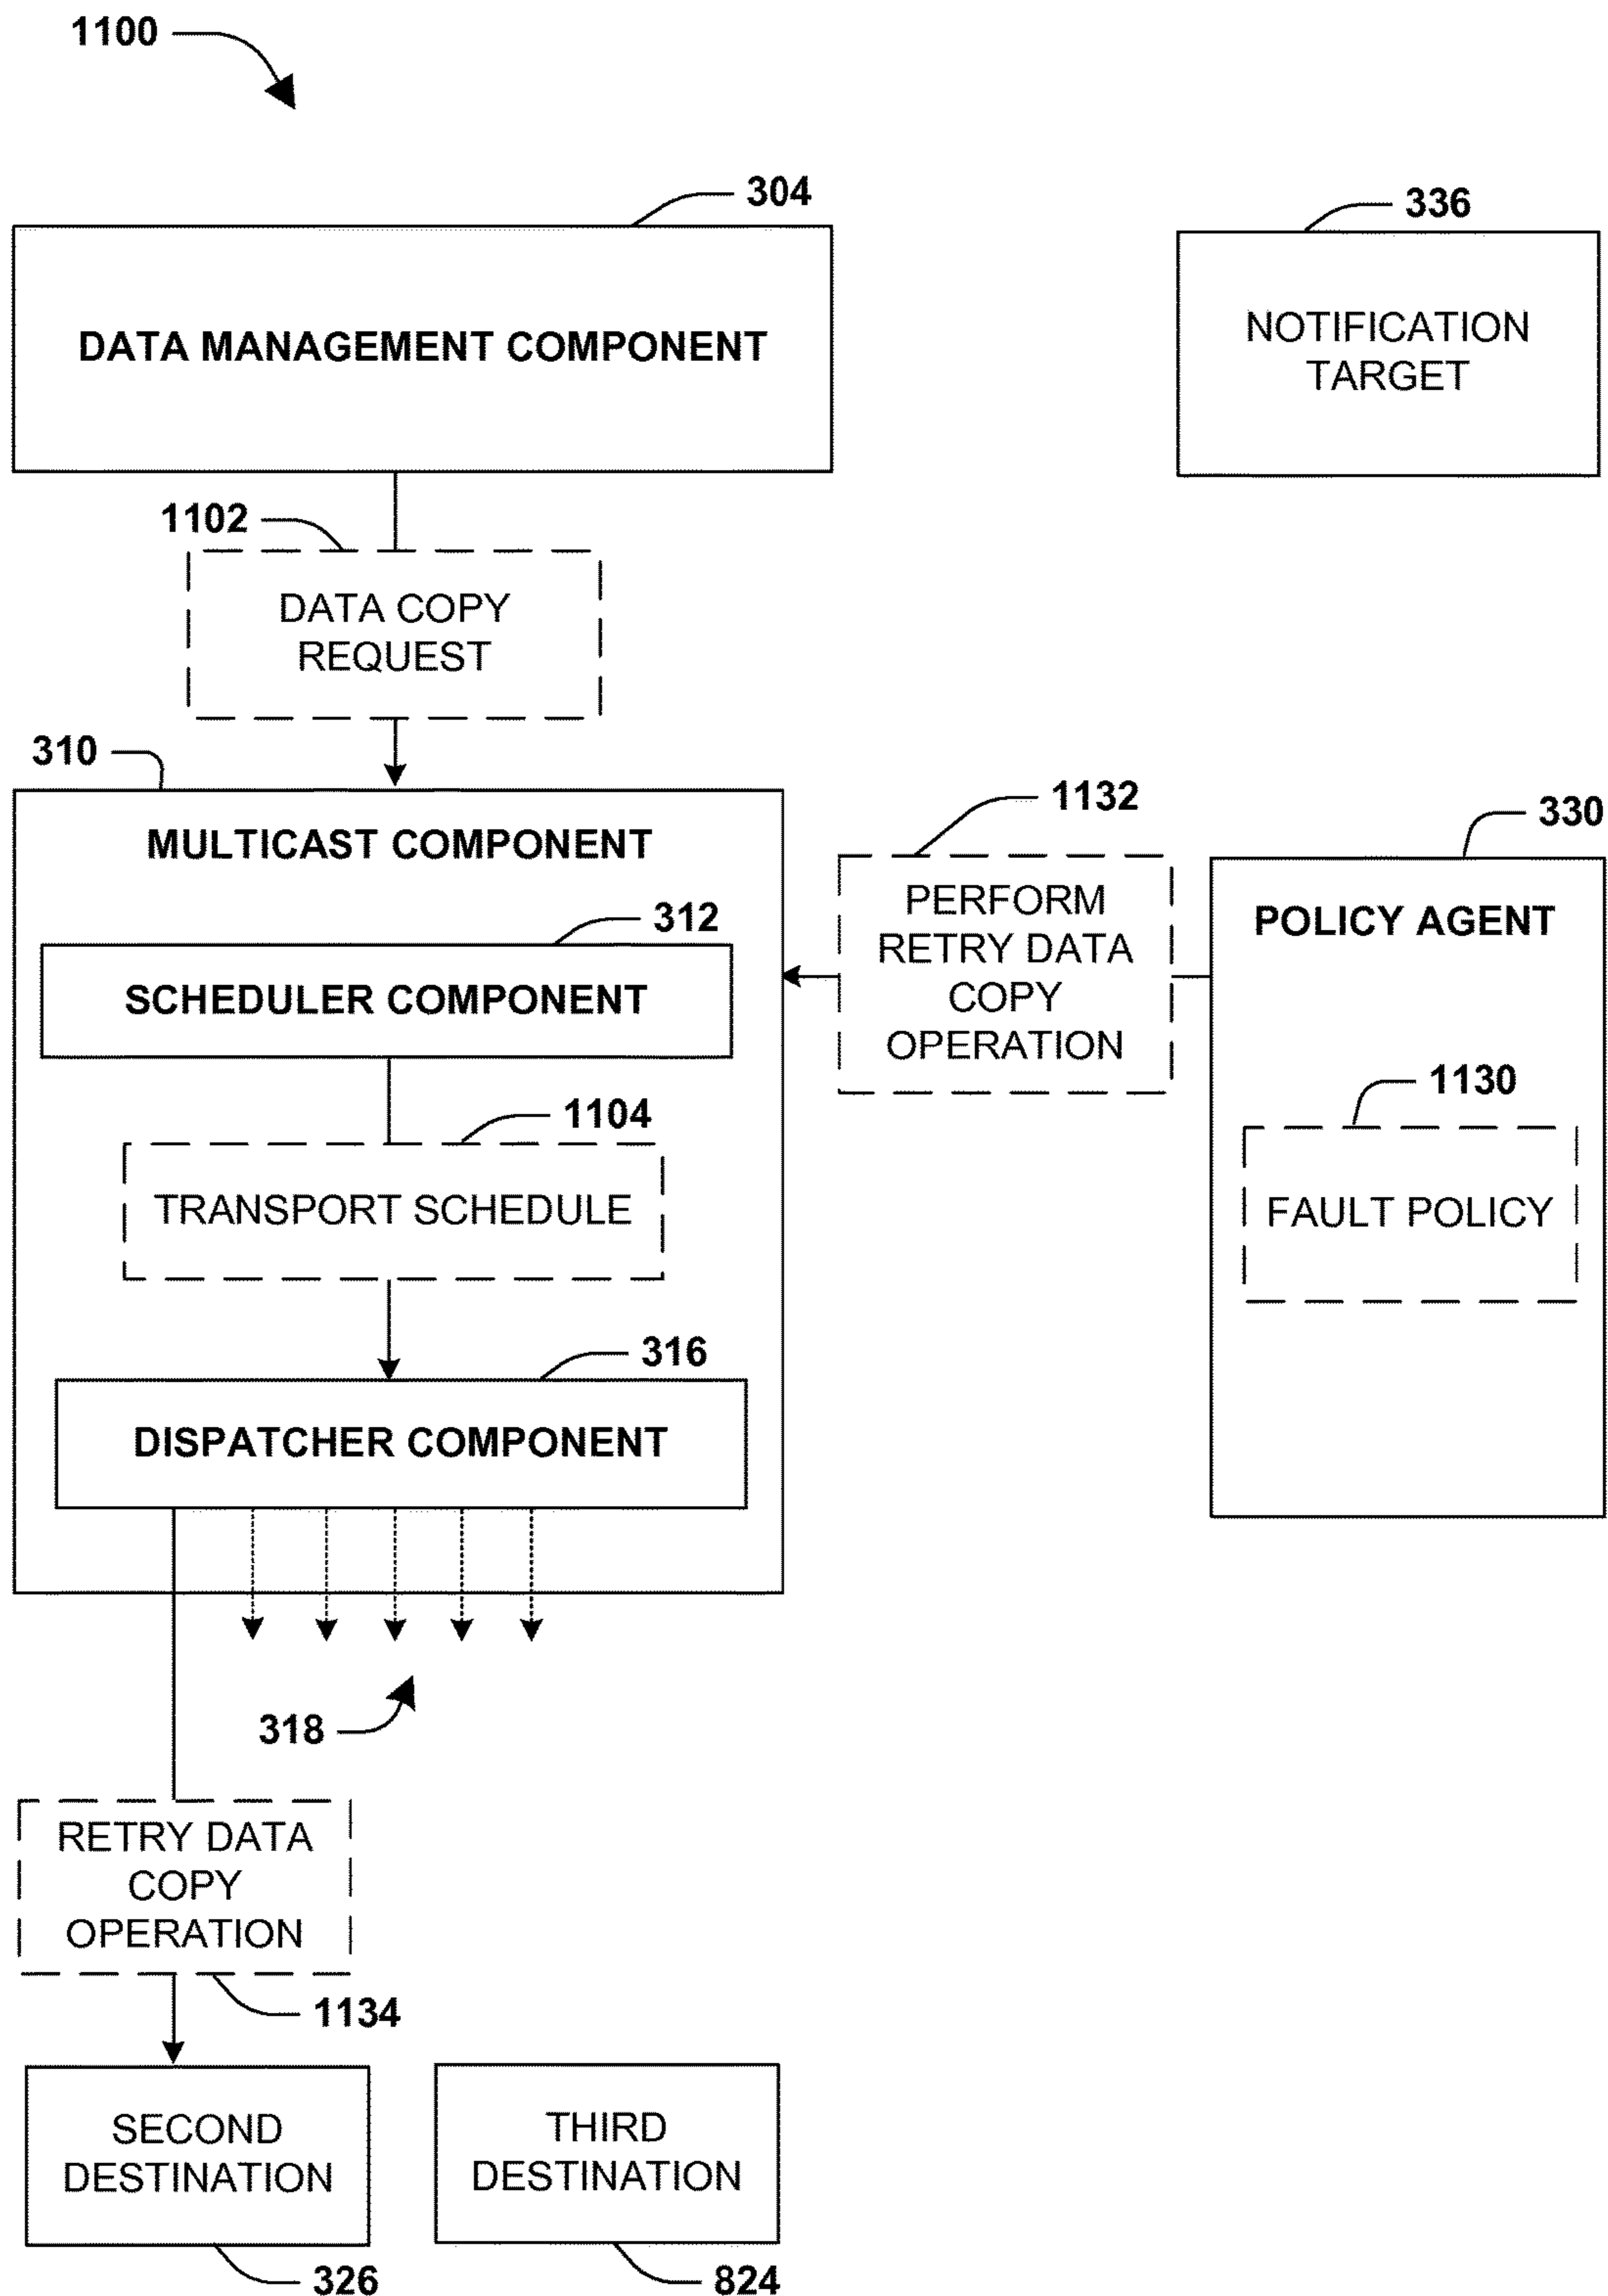 1100
304
336
DATA MANAGEMENT COMPONENT
NOTIFICATION
TARGET
1102
DATA COPY
REQUEST
310
MULTICAST COMPONENT
1132
PERFORM
RETRY DATA
COPY
OPERATION
330
POLICY AGENT
312
SCHEDULER COMPONENT
1130
FAULT POLICY
1104
TRANSPORT SCHEDULE
316
DISPATCHER COMPONENT
318
RETRY DATA
COPY
OPERATION
1134
SECOND
DESTINATION
326
THIRD
DESTINATION
824